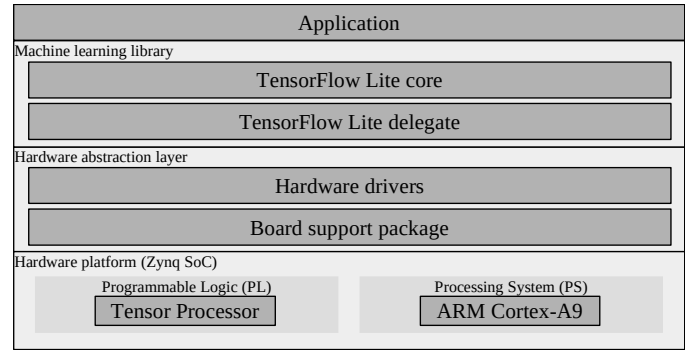 Application
Machine learning library
TensorFlow Lite core
TensorFlow Lite delegate
Hardware abstraction layer
Hardware drivers
Board support package
Hardware platform (Zynq SoC)
Programmable Logic (PL)
Tensor Processor
Processing System (PS)
ARM Cortex-A9